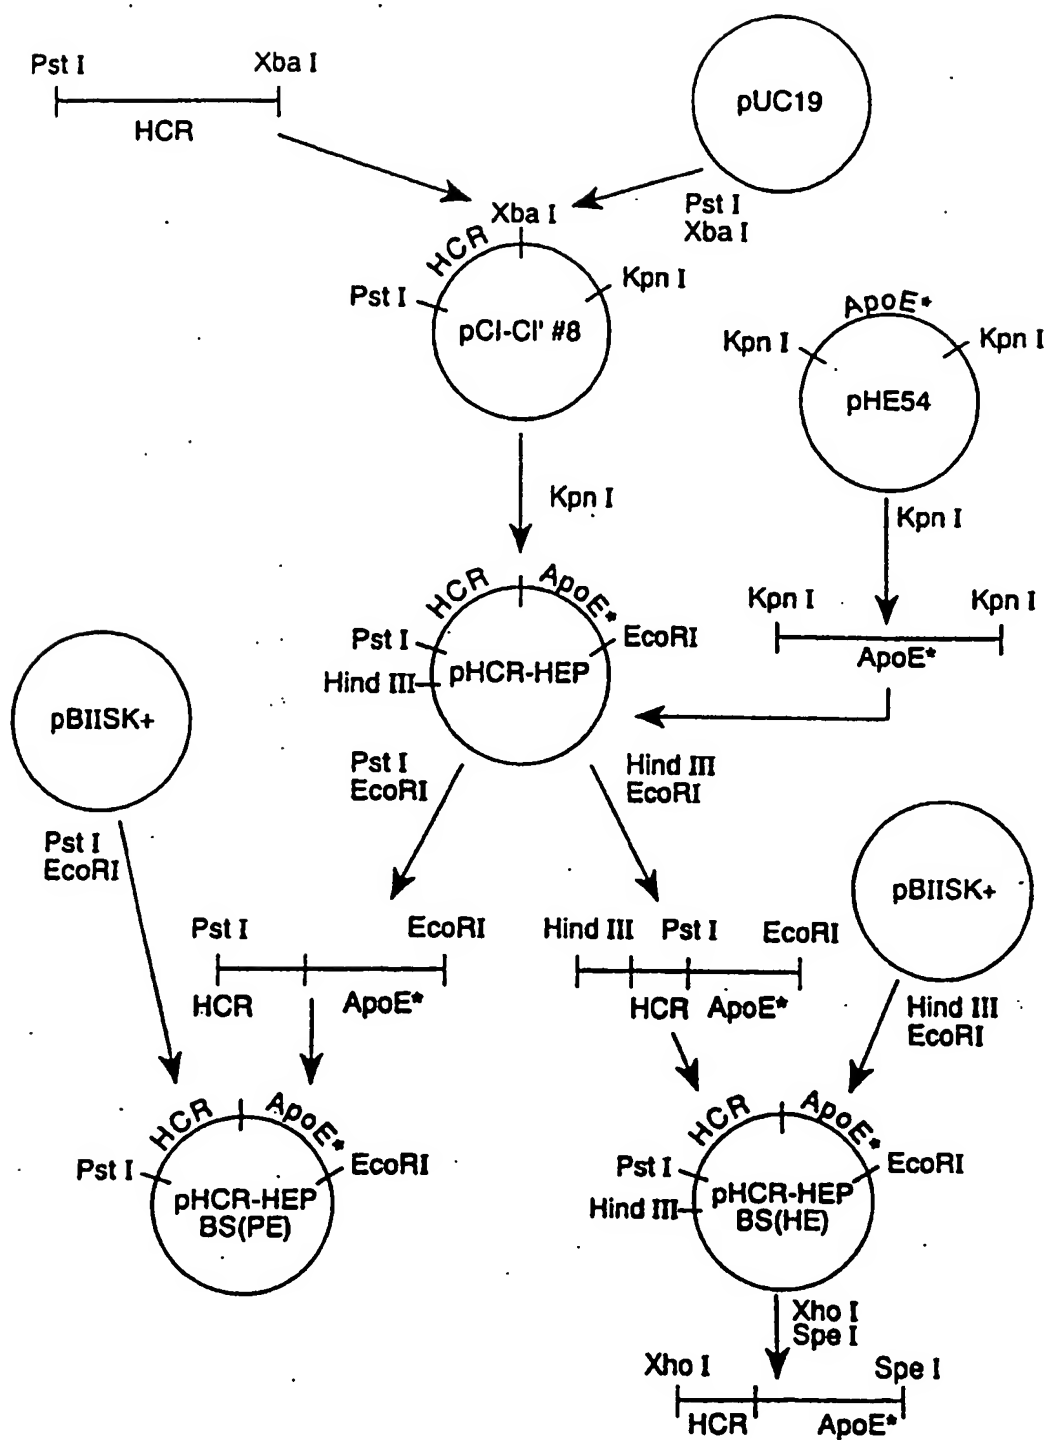 Pst I
Xba I
HCR
pUC19
Pst I
Xba I
Xba I
HCR
Kpn I
Pst I
pCI-CI' #8
ApoE*
Kpn I
Kpn I
pHE54
Kpn I
Kpn I
Kpn I
Kpn I
ApoE*
HCR
ApoE*
Pst I
EcoRI
Hind III
pHCR-HEP
pBIISK+
Pst I
EcoRI
Pst I
EcoRI
Hind III
EcoRI
pBIISK+
Hind III
EcoRI
Pst I
EcoRI
HCR
ApoE*
Hind III
Pst I
EcoRI
HCR
ApoE*
HCR
ApoE*
Pst I
EcoRI
pHCR-HEP
BS(PE)
HCR
ApoE*
Pst I
EcoRI
Hind III
pHCR-HEP
BS(HE)
Xho I
Spe I
Xho I
Spe I
HCR
ApoE*